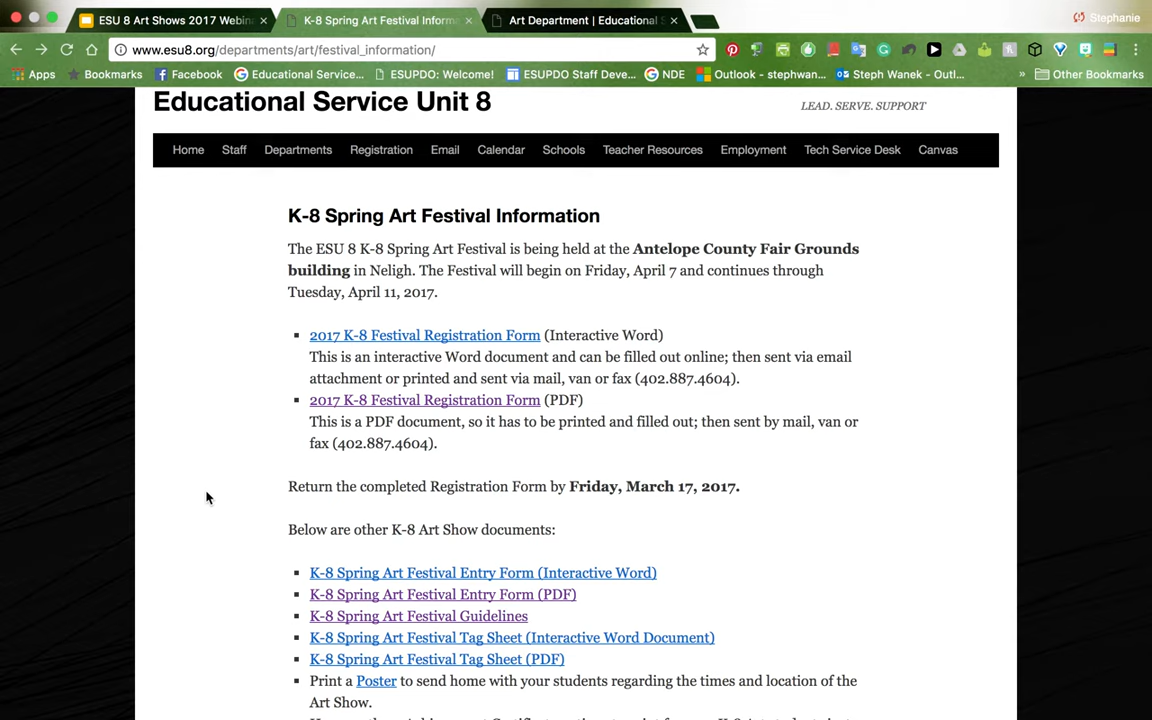 ESU 8 Art Shows 2017 Webin
K-8 Spring Art Festival Informa
Art Department | Educational S
Stephanie
www.esu8.org/departments/art/festival_information/
Apps
Bookmarks
Facebook
Educational Service...
ESUPDO: Welcome!
ESUPDO Staff Deve...
NDE
Outlook - stephwan...
Steph Wanek - Outl...
»
Other Bookmarks
Educational Service Unit 8
LEAD. SERVE. SUPPORT
Home Staff Departments Registration Email Calendar Schools Teacher Resources Employment Tech Service Desk Canvas
K-8 Spring Art Festival Information
The ESU 8 K-8 Spring Art Festival is being held at the Antelope County Fair Grounds
building in Neligh. The Festival will begin on Friday, April 7 and continues through
Tuesday, April 11, 2017.
2017 K-8 Festival Registration Form (Interactive Word)
This is an interactive Word document and can be filled out online; then sent via email
attachment or printed and sent via mail, van or fax (402.887.4604).
2017 K-8 Festival Registration Form (PDF)
This is a PDF document, so it has to be printed and filled out; then sent by mail, van or
fax (402.887.4604).
Return the completed Registration Form by Friday, March 17, 2017.
Below are other K-8 Art Show documents:
K-8 Spring Art Festival Entry Form (Interactive Word)
K-8 Spring Art Festival Entry Form (PDF)
K-8 Spring Art Festival Guidelines
K-8 Spring Art Festival Tag Sheet (Interactive Word Document)
K-8 Spring Art Festival Tag Sheet (PDF)
Print a Poster to send home with your students regarding the times and location of the
Art Show.